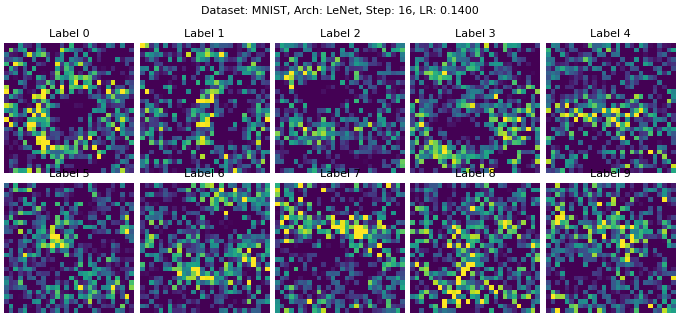 Dataset: MNIST, Arch: LeNet, Step: 16, LR: 0.1400
Label 0 Label 1 Label 2 Label 3 Label 4
Label 5 Label 6 Label 7 Label 8 Label 9